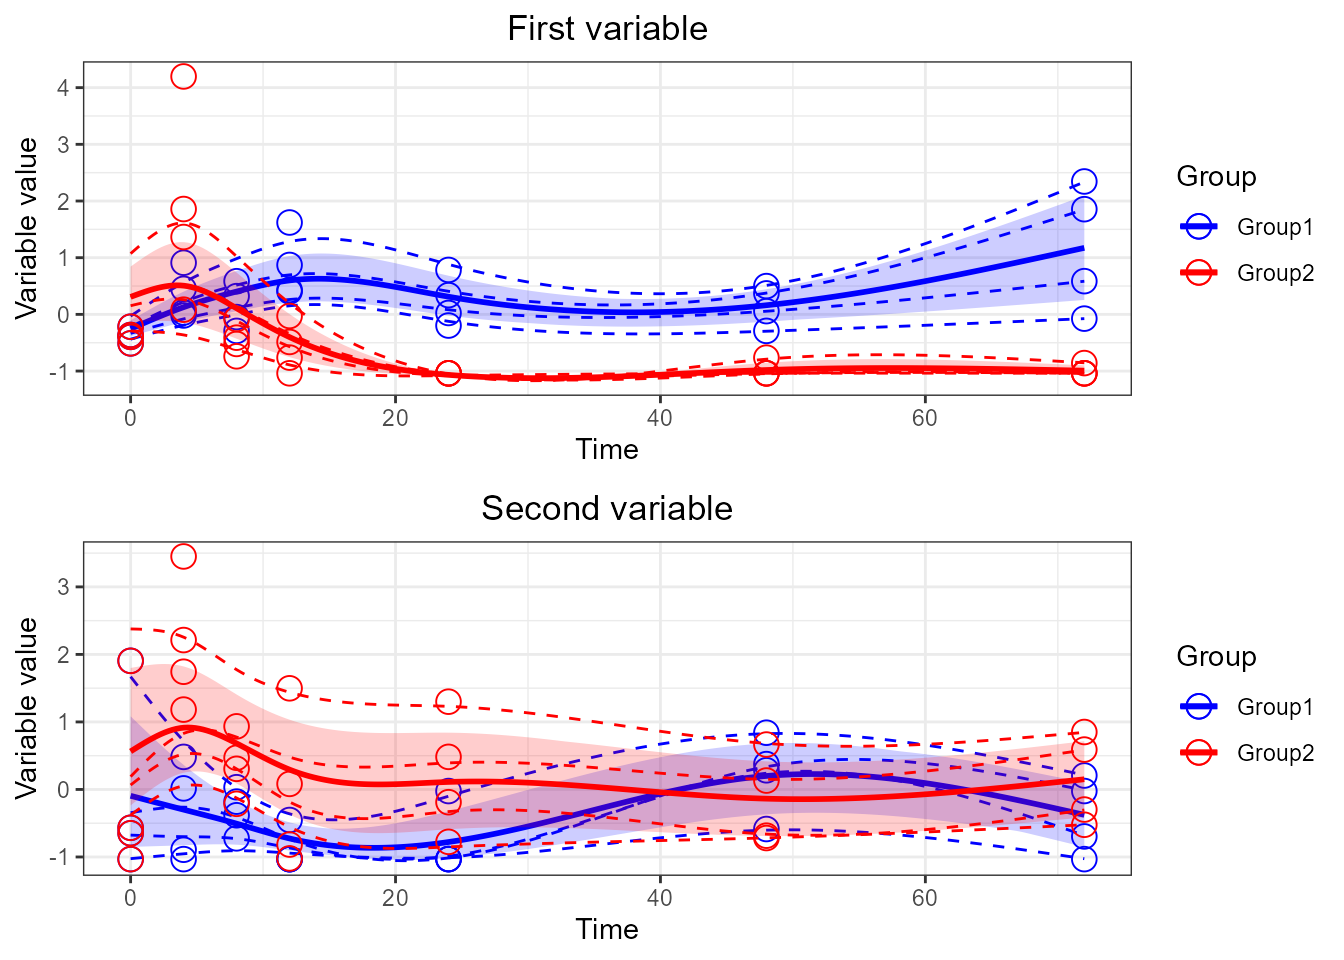 First variable
Variable value
4
3
2
1
0
-1
0 20 40 60
Time
Group
Group1
Group2
Second variable
Variable value
3
2
1
0
-1
0 20 40 60
Time
Group
Group1
Group2